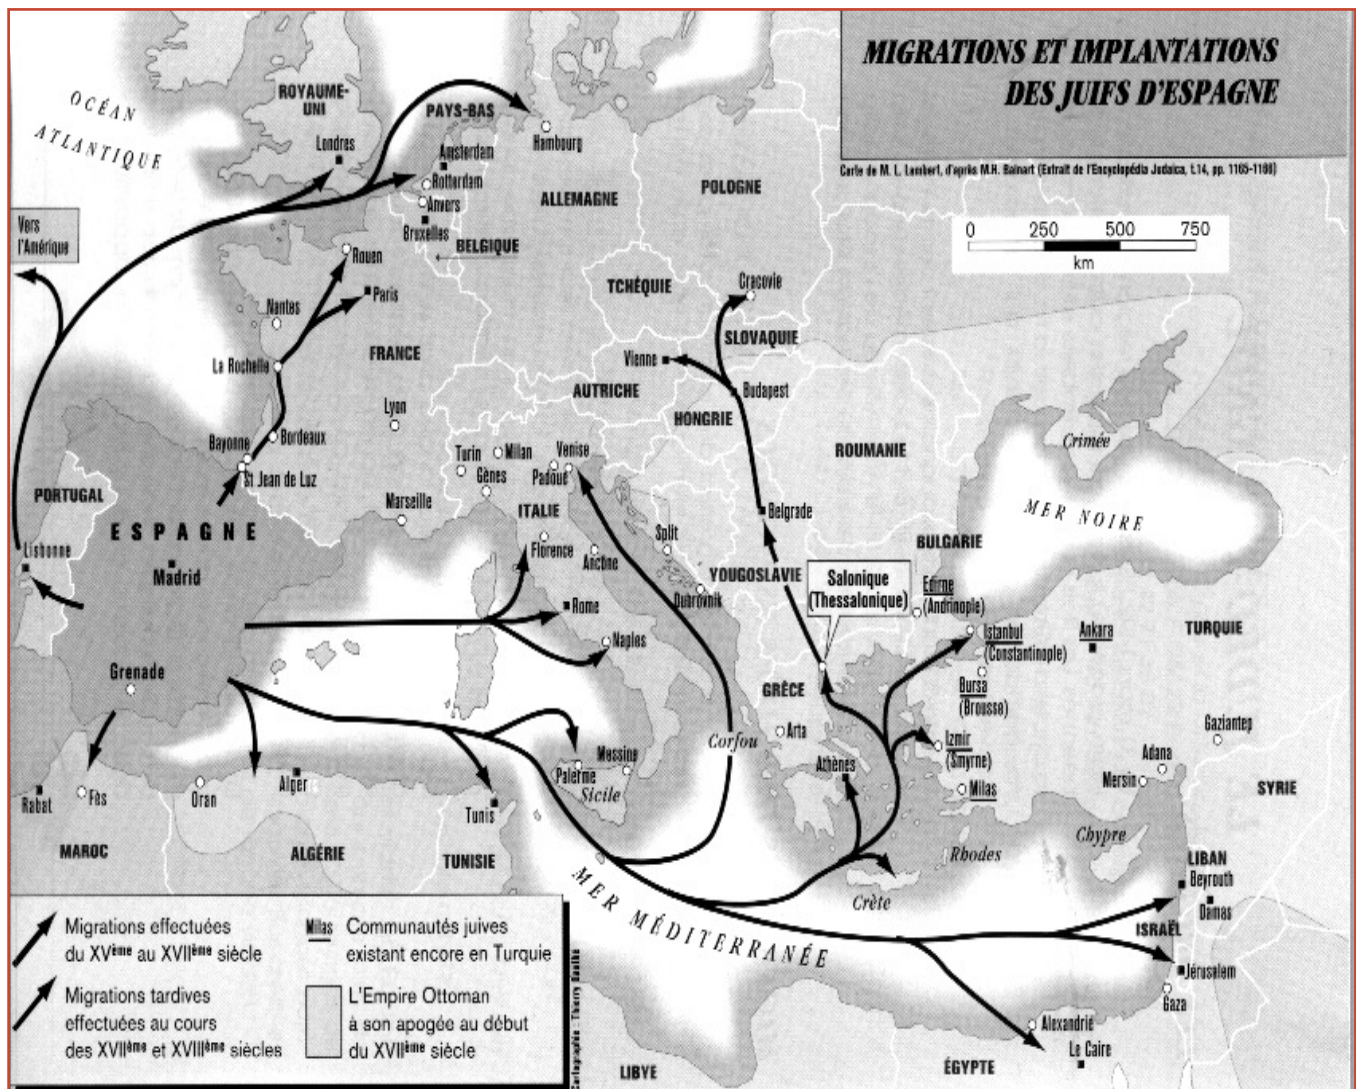 MIGRATIONS ET IMPLANTATIONS
DES JUIFS D'ESPAGNE
Carte de M. L. Lambert, d'après M.H. Bainart (Extrait de l'Encyclopédia Judaica, t.14, pp. 1165-1168)
0 250 500 750
km
OCÉAN
ATLANTIQUE
Vers
l'Amérique
ROYAUME-
UNI
Londres
PAYS-BAS
Amsterdam
Rotterdam
Anvers
Bruxelles
BELGIQUE
Hambourg
ALLEMAGNE
POLOGNE
TCHÉQUIE
Cracovie
SLOVAQUIE
Vienne
AUTRICHE
Budapest
HONGRIE
ROUMANIE
Crimée
MER NOIRE
Rouen
Paris
Nantes
La Rochelle
FRANCE
Lyon
Bordeaux
Bayonne
St Jean de Luz
Marseille
PORTUGAL
Lisbonne
ESPAGNE
Madrid
Grenade
Turin
Milan
Gênes
Venise
Padoue
ITALIE
Florence
Ancône
Rome
Naples
Split
Dubrovnik
YOUGOSLAVIE
Belgrade
BULGARIE
Salonique
(Thessalonique)
Edirne
(Andrinople)
Istanbul
(Constantinople)
Ankara
TURQUIE
Bursa
(Brousse)
GRÈCE
Arta
Corfou
Athènes
Izmir
(Smyrne)
Milas
Gaziantep
Adana
Mersin
SYRIE
Messine
Palerme
Sicile
Rabat
Fès
MAROC
Oran
Alger
ALGÉRIE
Tunis
TUNISIE
Crète
Rhodes
Chypre
LIBAN
Beyrouth
Damas
ISRAËL
Jérusalem
Gaza
MER MÉDITERRANÉE
Alexandrié
Le Caire
ÉGYPTE
LIBYE
Migrations effectuées
du XVème au XVIIème siècle
Migrations tardives
effectuées au cours
des XVIIème et XVIIIème siècles
Milas
Communautés juives
existant encore en Turquie
L'Empire Ottoman
à son apogée au début
du XVIIème siècle
Cartographie : Thierry